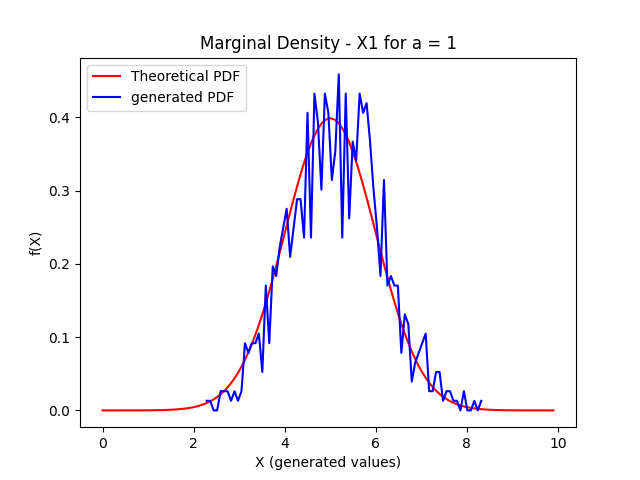 Marginal Density - X1 for a = 1
Theoretical PDF
generated PDF
f(X)
0.4
0.3
0.2
0.1
0.0
0 2 4 6 8 10
X (generated values)